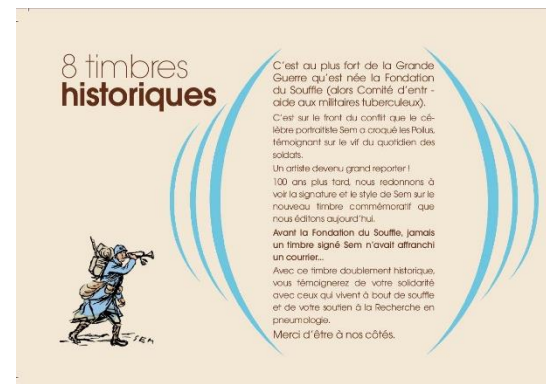 8 timbres
historiques
C'est au plus fort de la Grande
Guerre qu'est née la Fondation
du Souffle (alors Comité d'entr -
aide aux militaires tuberculeux).
C'est sur le front du conflit que le cé-
lèbre portraitiste Sem a croqué les Poilus,
témoignant sur le vif du quotidien des
soldats.
Un artiste devenu grand reporter !
100 ans plus tard, nous redonnons à
voir la signature et le style de Sem sur le
nouveau timbre commémoratif que
nous éditons aujourd'hui.
Avant la Fondation du Souffle, jamais
un timbre signé Sem n'avait affranchi
un courrier...
Avec ce timbre doublement historique,
vous témoignerez de votre solidarité
avec ceux qui vivent à bout de souffle
et de votre soutien à la Recherche en
pneumologie.
Merci d'être à nos côtés.
SEM